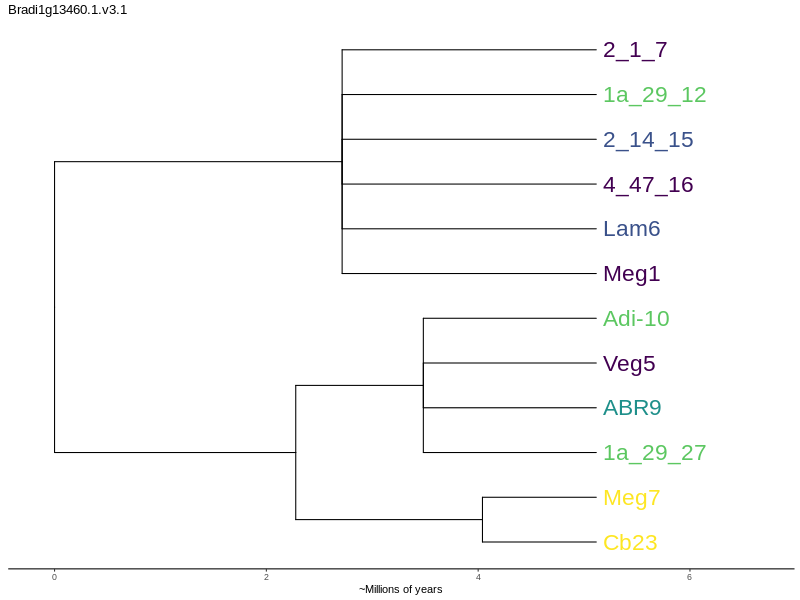 Bradi1g13460.1.v3.1
2_1_7
1a_29_12
2_14_15
4_47_16
Lam6
Meg1
Adi-10
Veg5
ABR9
1a_29_27
Meg7
Cb23
0 2 4 6
~Millions of years